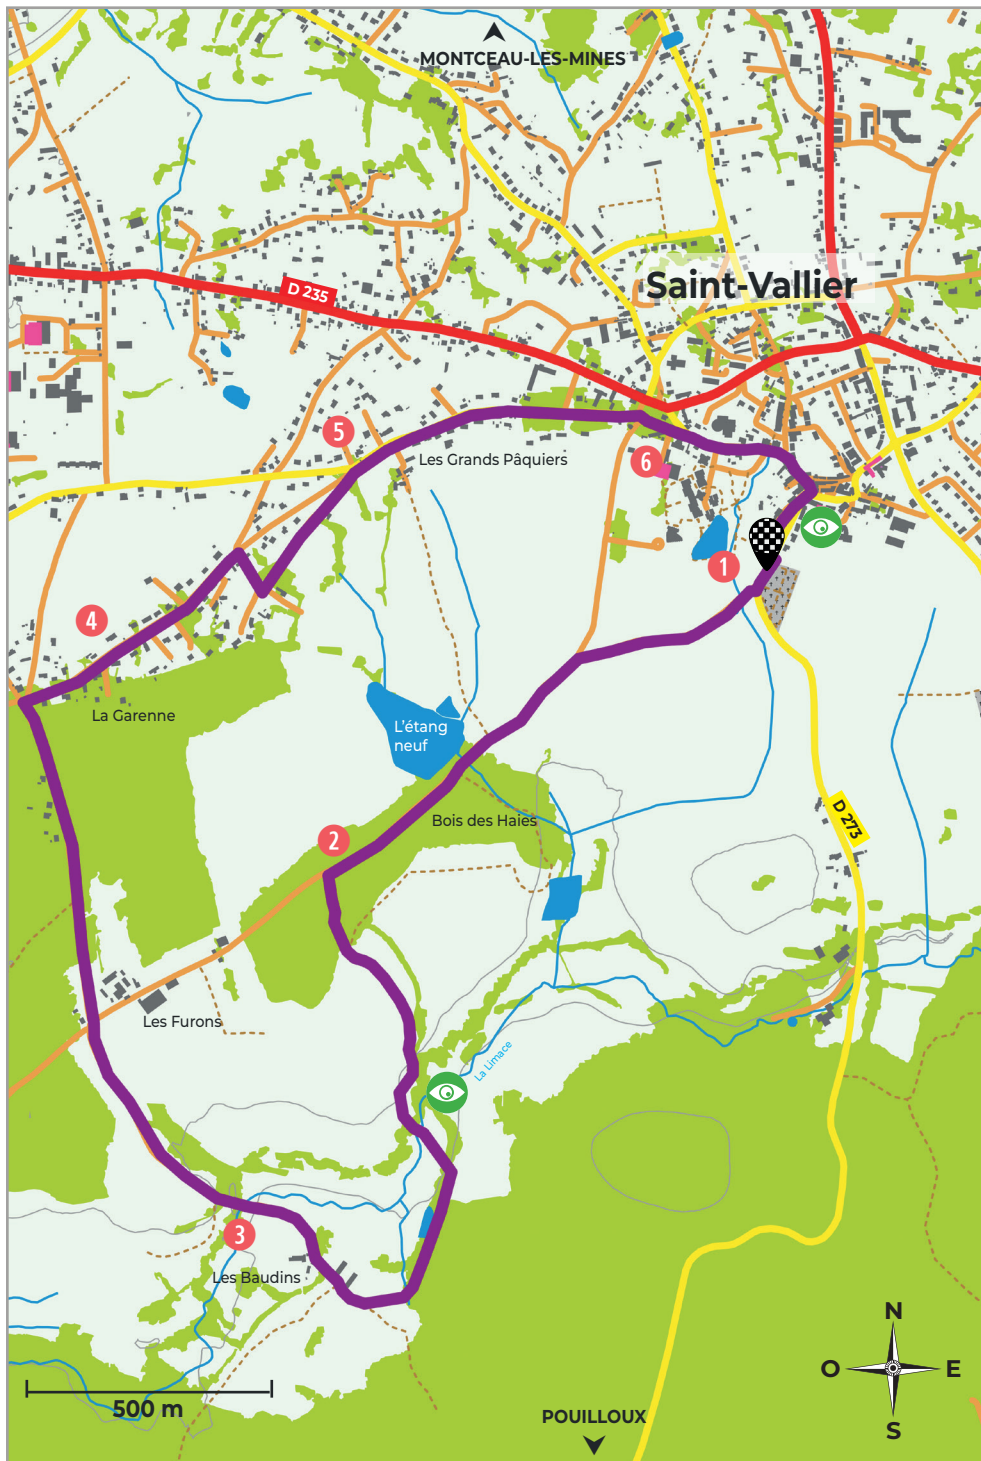 MONTCEAU-LES-MINES
Saint-Vallier
D 235
5
Les Grands Pâquiers
6
1
4
La Garenne
L'étang
neuf
2
Bois des Haies
D 273
Les Furons
La Limace
3
Les Baudins
N
O
E
S
500 m
POUILLOUX